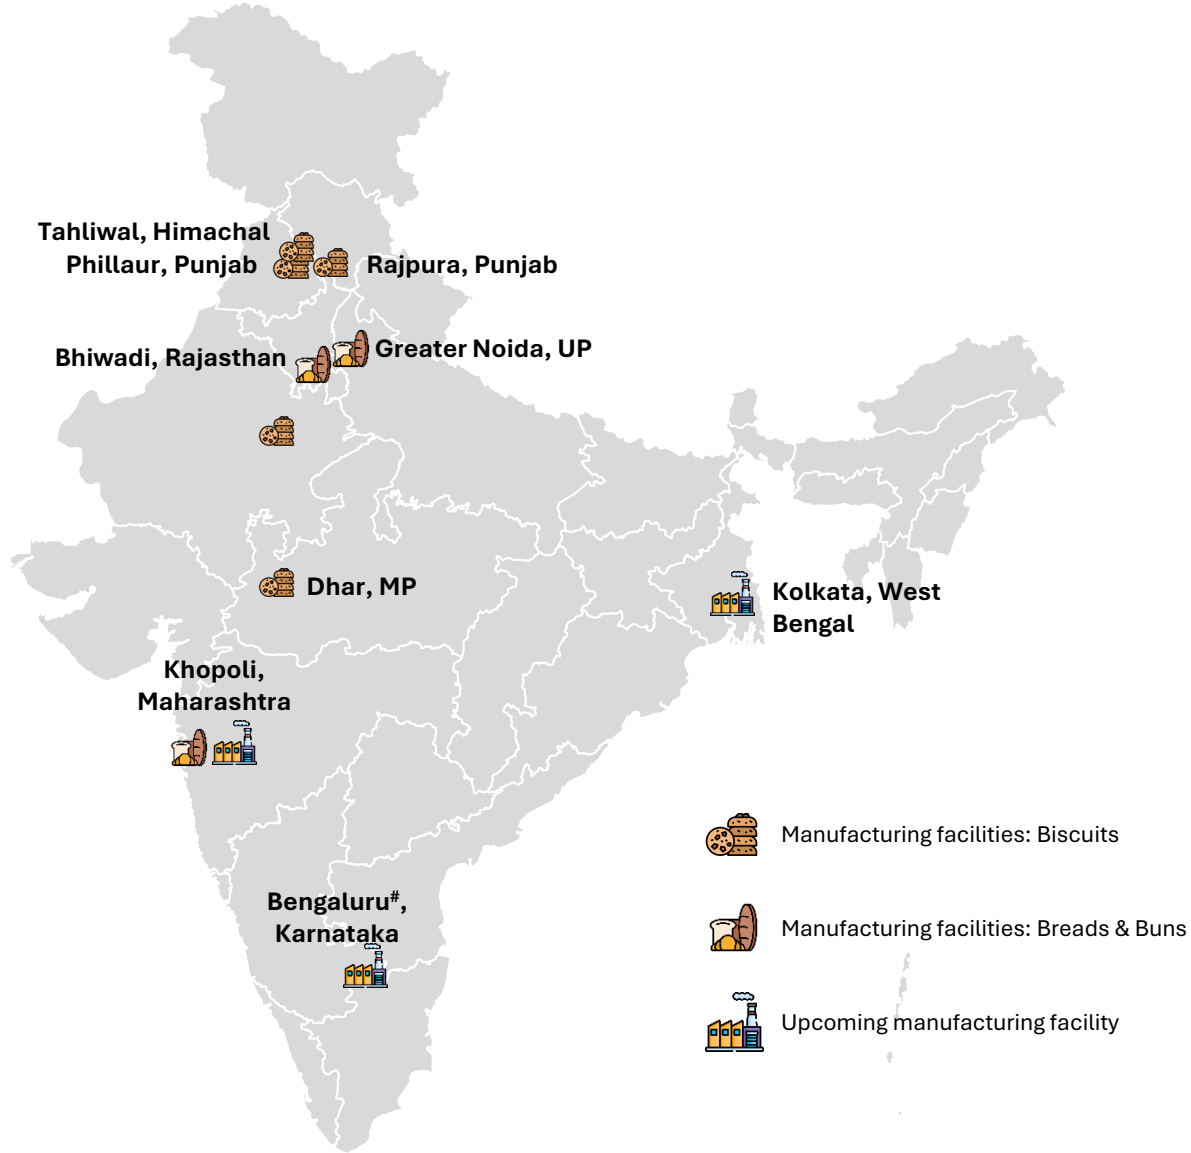 Tahliwal, Himachal
Phillaur, Punjab
Rajpura, Punjab
Bhiwadi, Rajasthan
Greater Noida, UP
Dhar, MP
Kolkata, West
Bengal
Khopoli,
Maharashtra
Manufacturing facilities: Biscuits
Bengaluru#,
Karnataka
Manufacturing facilities: Breads & Buns
Upcoming manufacturing facility